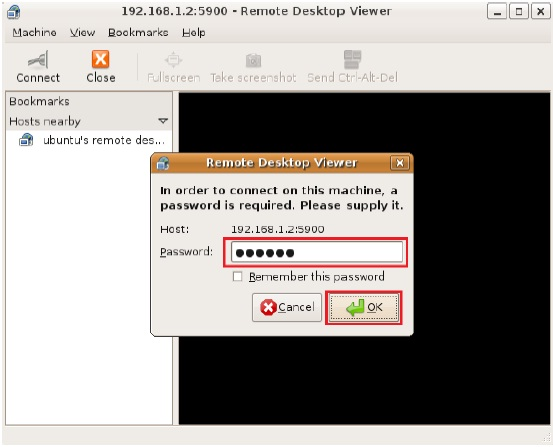 192.168.1.2:5900 - Remote Desktop Viewer
Machine View Bookmarks Help
Connect Close Fullscreen Take screenshot Send Ctrl-Alt-Del
Bookmarks
Hosts nearby
ubuntu's remote des...
Remote Desktop Viewer
In order to connect on this machine, a
password is required. Please supply it.
Host: 192.168.1.2:5900
Password: ●●●●●●
Remember this password
Cancel OK